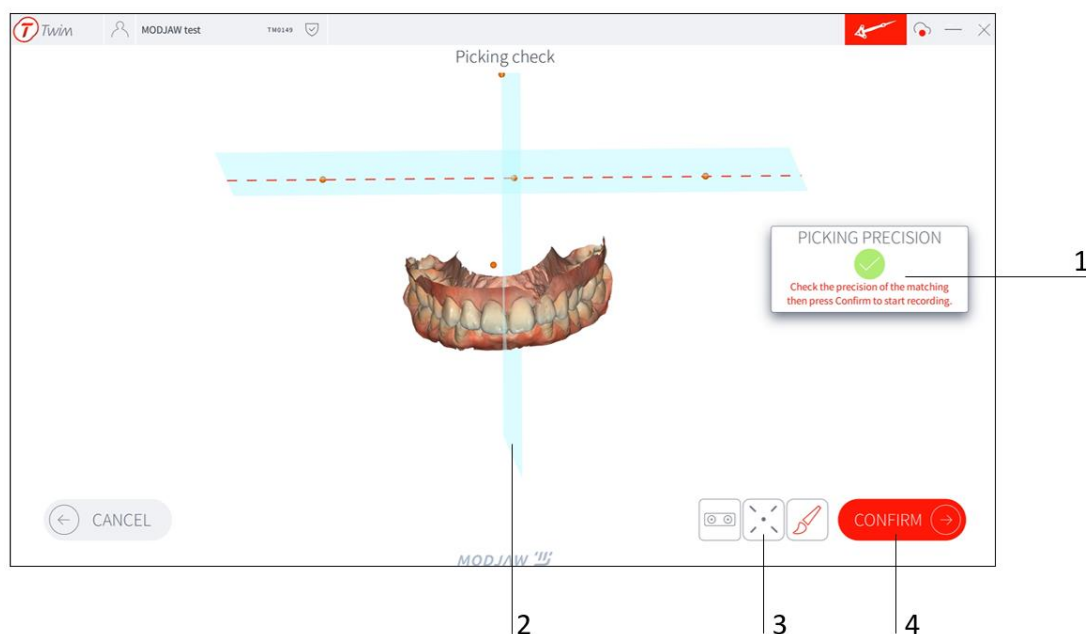 T Twim MODJAW test TM0149
Picking check
PICKING PRECISION
Check the precision of the matching
then press Confirm to start recording.
1
CANCEL
CONFIRM
MODJAW
2
3
4